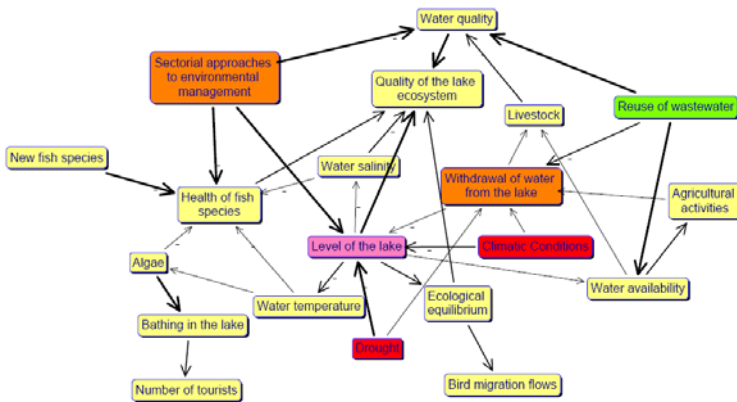 Water quality
Sectorial approaches
to environmental
management
Quality of the lake
ecosystem
Livestock
Reuse of wastewater
New fish species
Water salinity
Health of fish
species
Withdrawal of water
from the lake
Agricultural
activities
Level of the lake
Climatic Conditions
Algae
Water temperature
Ecological
equilibrium
Water availability
Bathing in the lake
Drought
Number of tourists
Bird migration flows